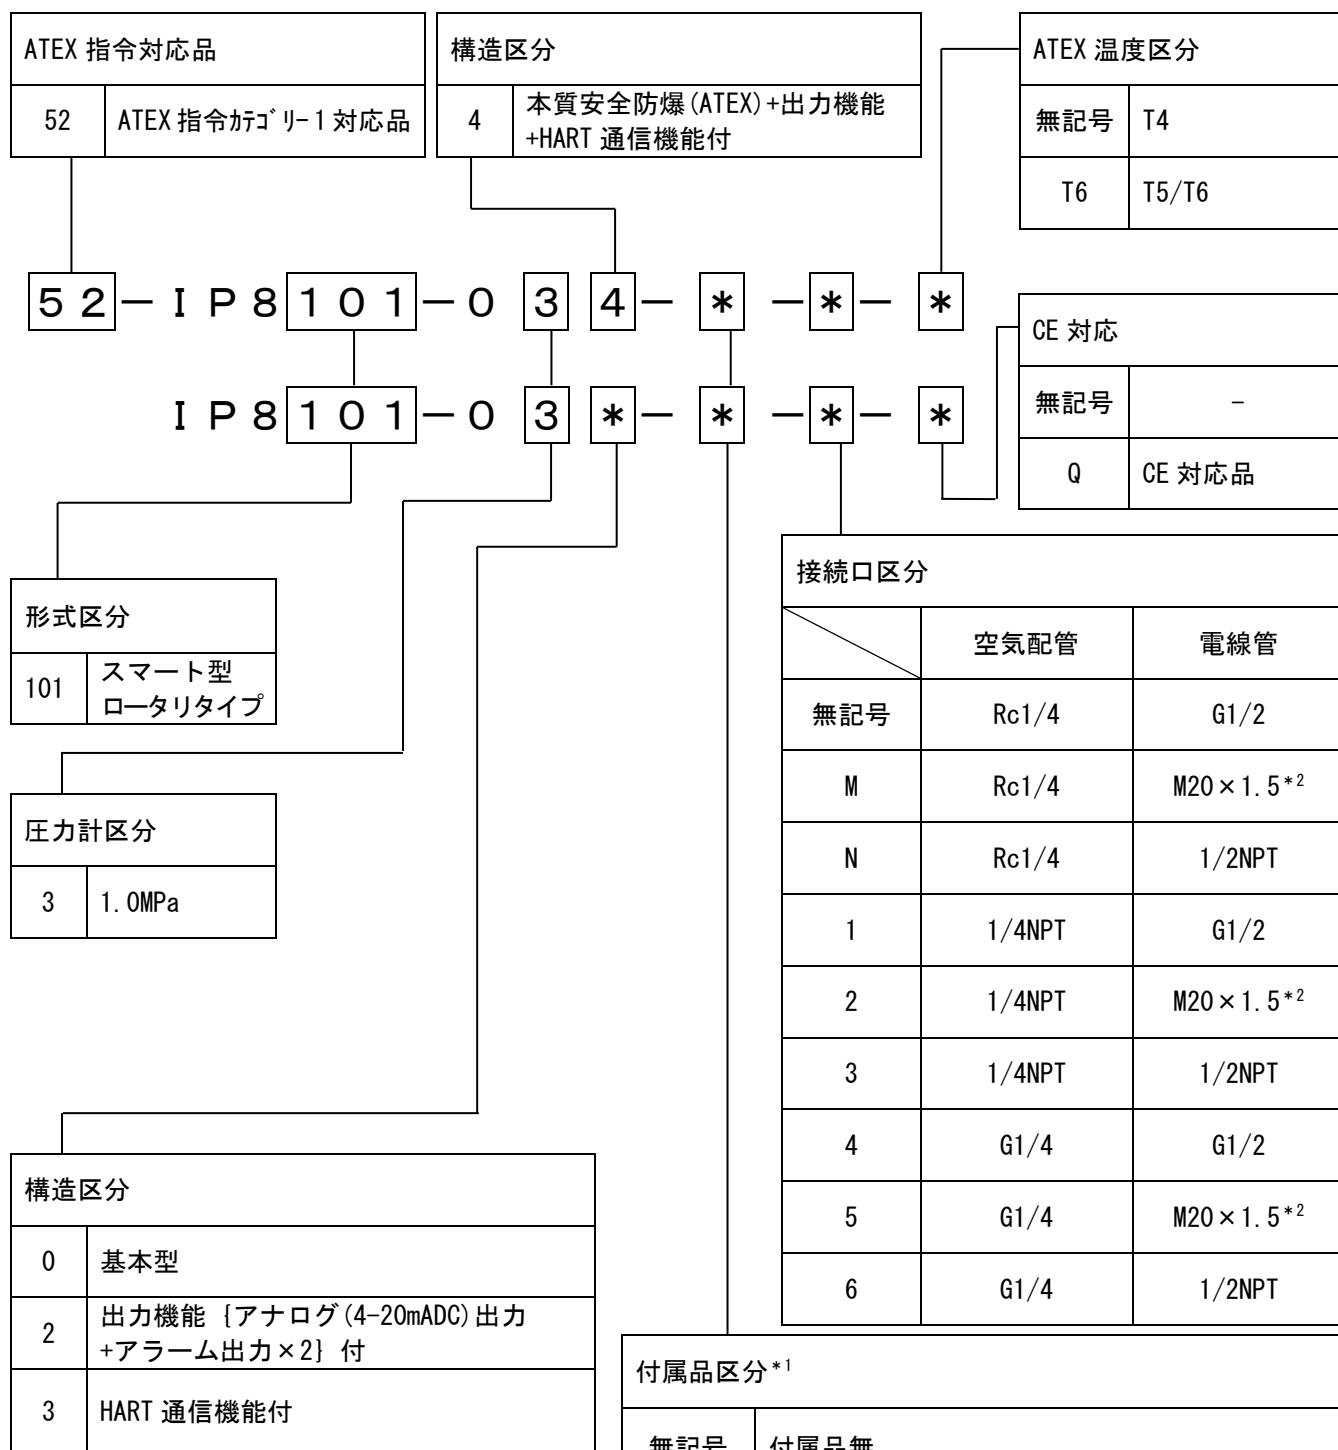 ATEX 指令対応品
52 ATEX 指令ｶﾃｺﾞﾘｰ 1 対応品
構造区分
4 本質安全防爆(ATEX)+出力機能
+HART 通信機能付
ATEX 温度区分
無記号 T4
T6 T5/T6
５２－ＩＰ８１０１－０３４－＊－＊－＊
ＩＰ８１０１－０３＊－＊－＊－＊
CE 対応
無記号 －
Q CE 対応品
形式区分
101 スマート型
ロータリタイプ
圧力計区分
3 1.0MPa
接続口区分
空気配管 電線管
無記号 Rc1/4 G1/2
M Rc1/4 M20×1.5*2
N Rc1/4 1/2NPT
1 1/4NPT G1/2
2 1/4NPT M20×1.5*2
3 1/4NPT 1/2NPT
4 G1/4 G1/2
5 G1/4 M20×1.5*2
6 G1/4 1/2NPT
構造区分
0 基本型
2 出力機能 {アナログ(4-20mADC)出力
+アラーム出力×2} 付
3 HART 通信機能付
付属品区分*1
無記号 付属品無